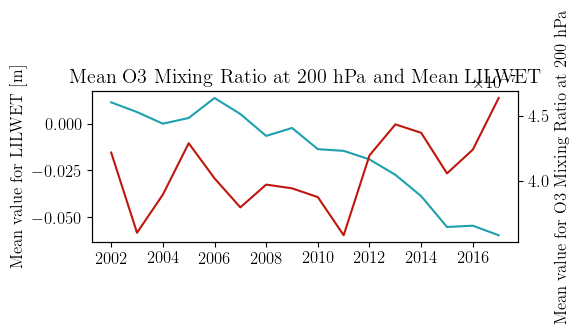 Mean O3 Mixing Ratio at 200 hPa and Mean LILWET
×10⁻⁷
Mean value for LILWET [m]
0.000
−0.025
−0.050
4.5
4.0
Mean value for O3 Mixing Ratio at 200 hPa
2002 2004 2006 2008 2010 2012 2014 2016